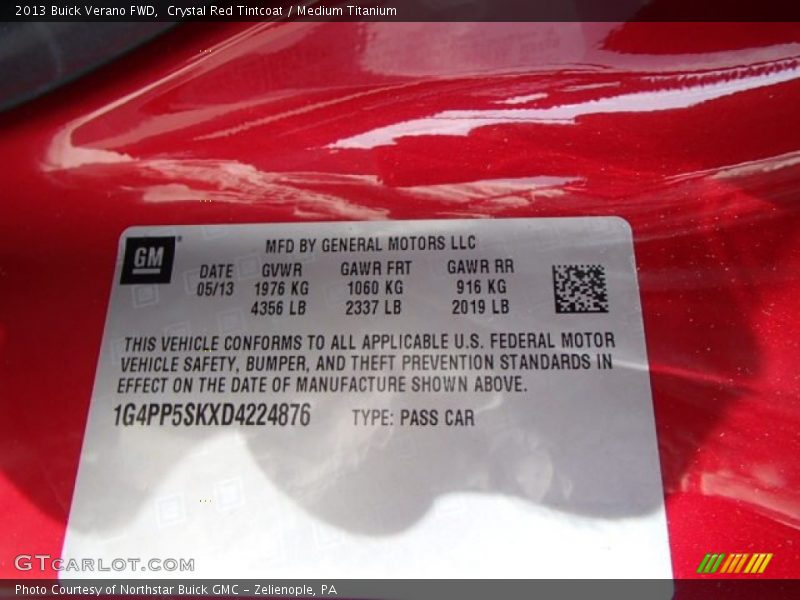 2013 Buick Verano FWD,  Crystal Red Tintcoat / Medium Titanium
GM
MFD BY GENERAL MOTORS LLC
DATE GVWR GAWR FRT GAWR RR
05/13 1976 KG 1060 KG 916 KG
4356 LB 2337 LB 2019 LB
THIS VEHICLE CONFORMS TO ALL APPLICABLE U.S. FEDERAL MOTOR
VEHICLE SAFETY, BUMPER, AND THEFT PREVENTION STANDARDS IN
EFFECT ON THE DATE OF MANUFACTURE SHOWN ABOVE.
1G4PP5SKXD4224876 TYPE: PASS CAR
GTCARLOT.COM
Photo Courtesy of Northstar Buick GMC - Zelienople, PA